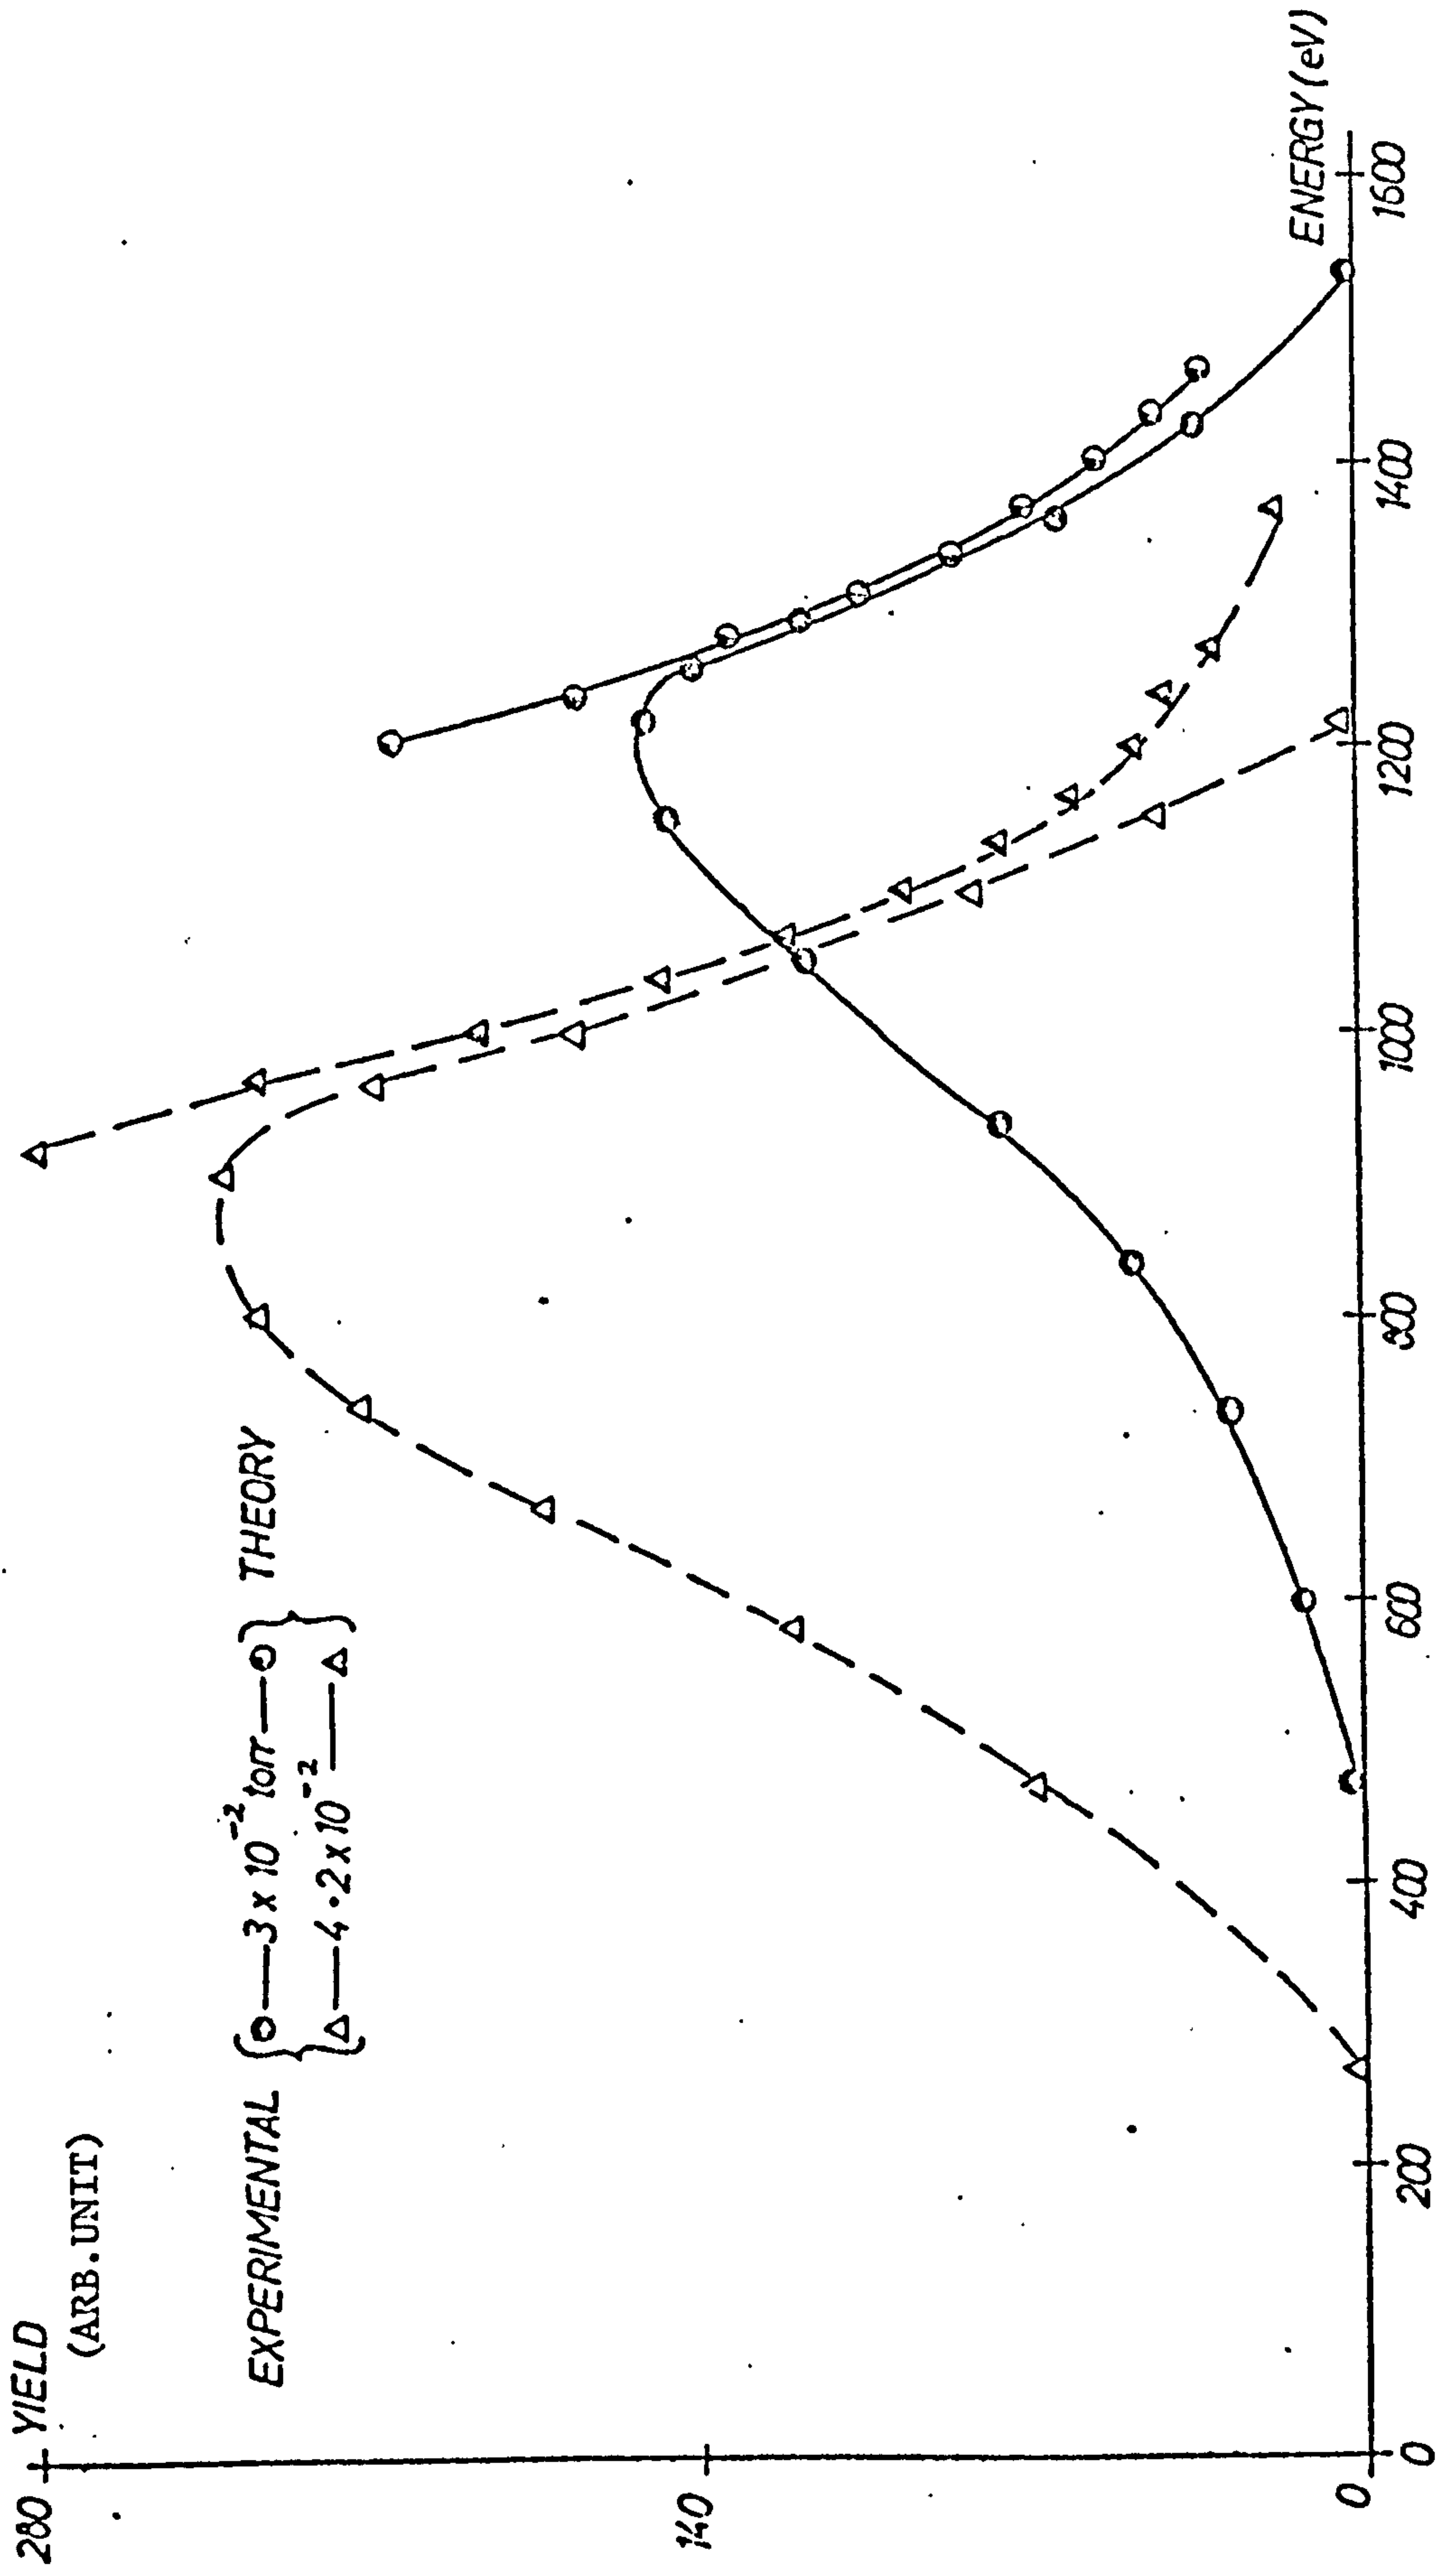 280 YIELD
(ARB.UNIT)
EXPERIMENTAL { 3 x 10⁻² torr } THEORY
4·2 x 10⁻²
140
0
0 200 400 600 800 1000 1200 1400 1600
ENERGY (eV)